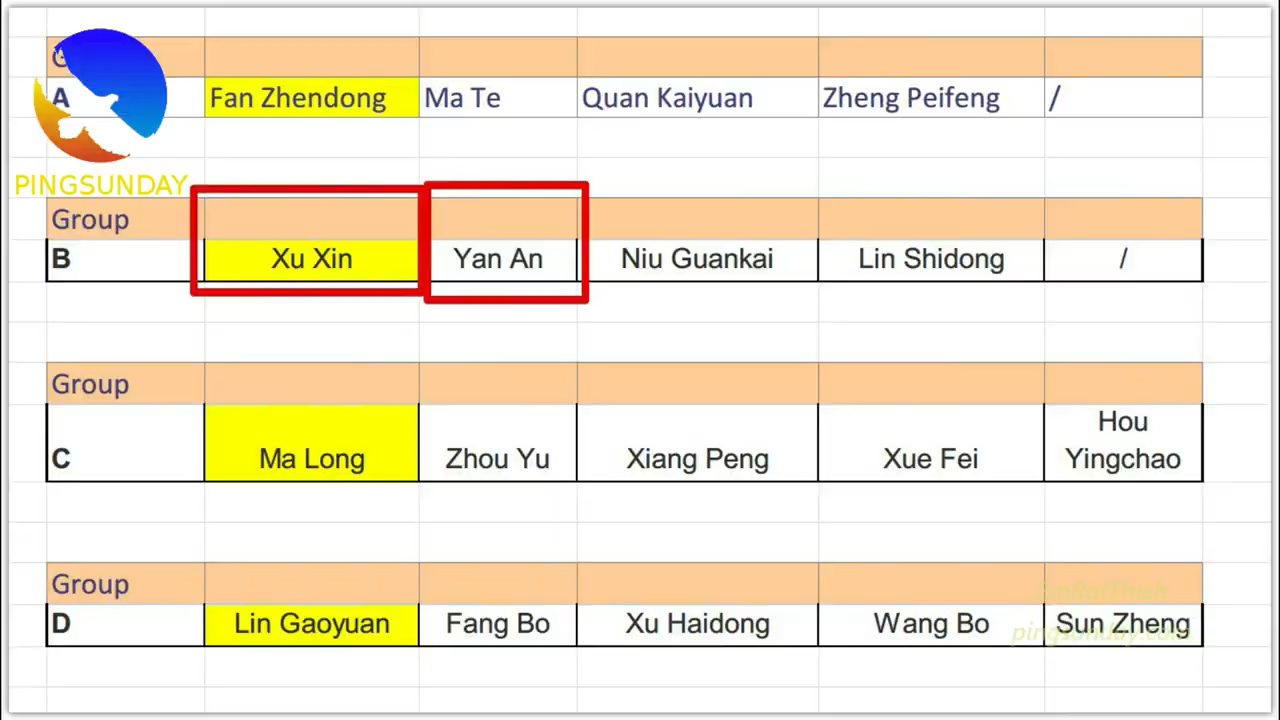 G
A Fan Zhendong Ma Te Quan Kaiyuan Zheng Peifeng /
PINGSUNDAY
Group
B Xu Xin Yan An Niu Guankai Lin Shidong /
Group
C Ma Long Zhou Yu Xiang Peng Xue Fei Hou
Yingchao
Group
D Lin Gaoyuan Fang Bo Xu Haidong Wang Bo Sun Zheng
pingsunday.com